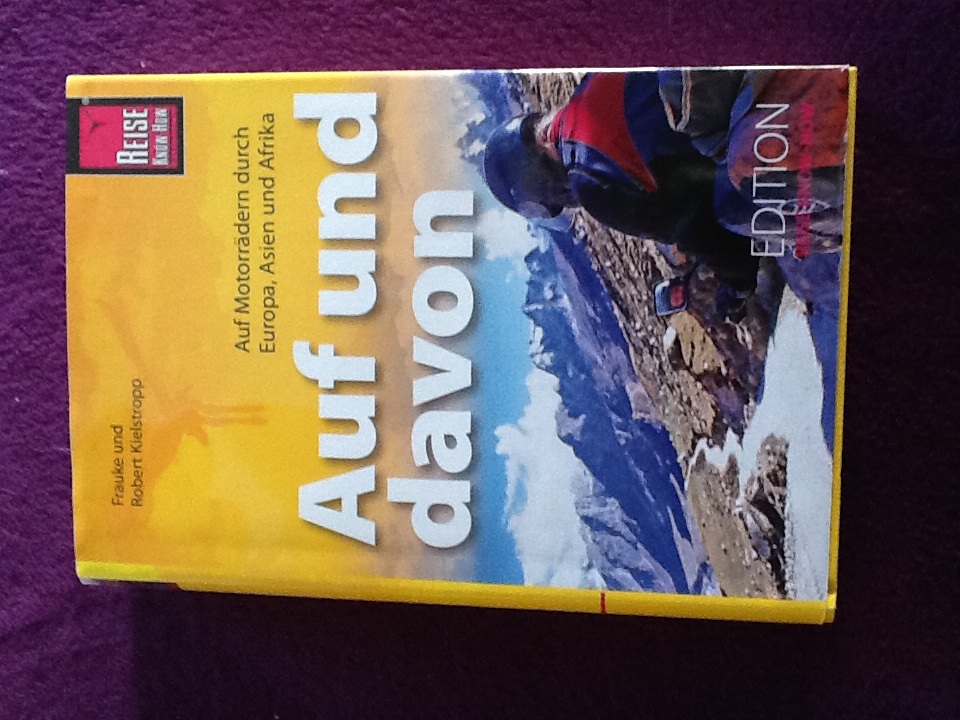 REISE
KNOW-HOW
Frauke und
Robert Kielstropp
Auf Motorrädern durch
Europa, Asien und Afrika
Auf und
davon
EDITION